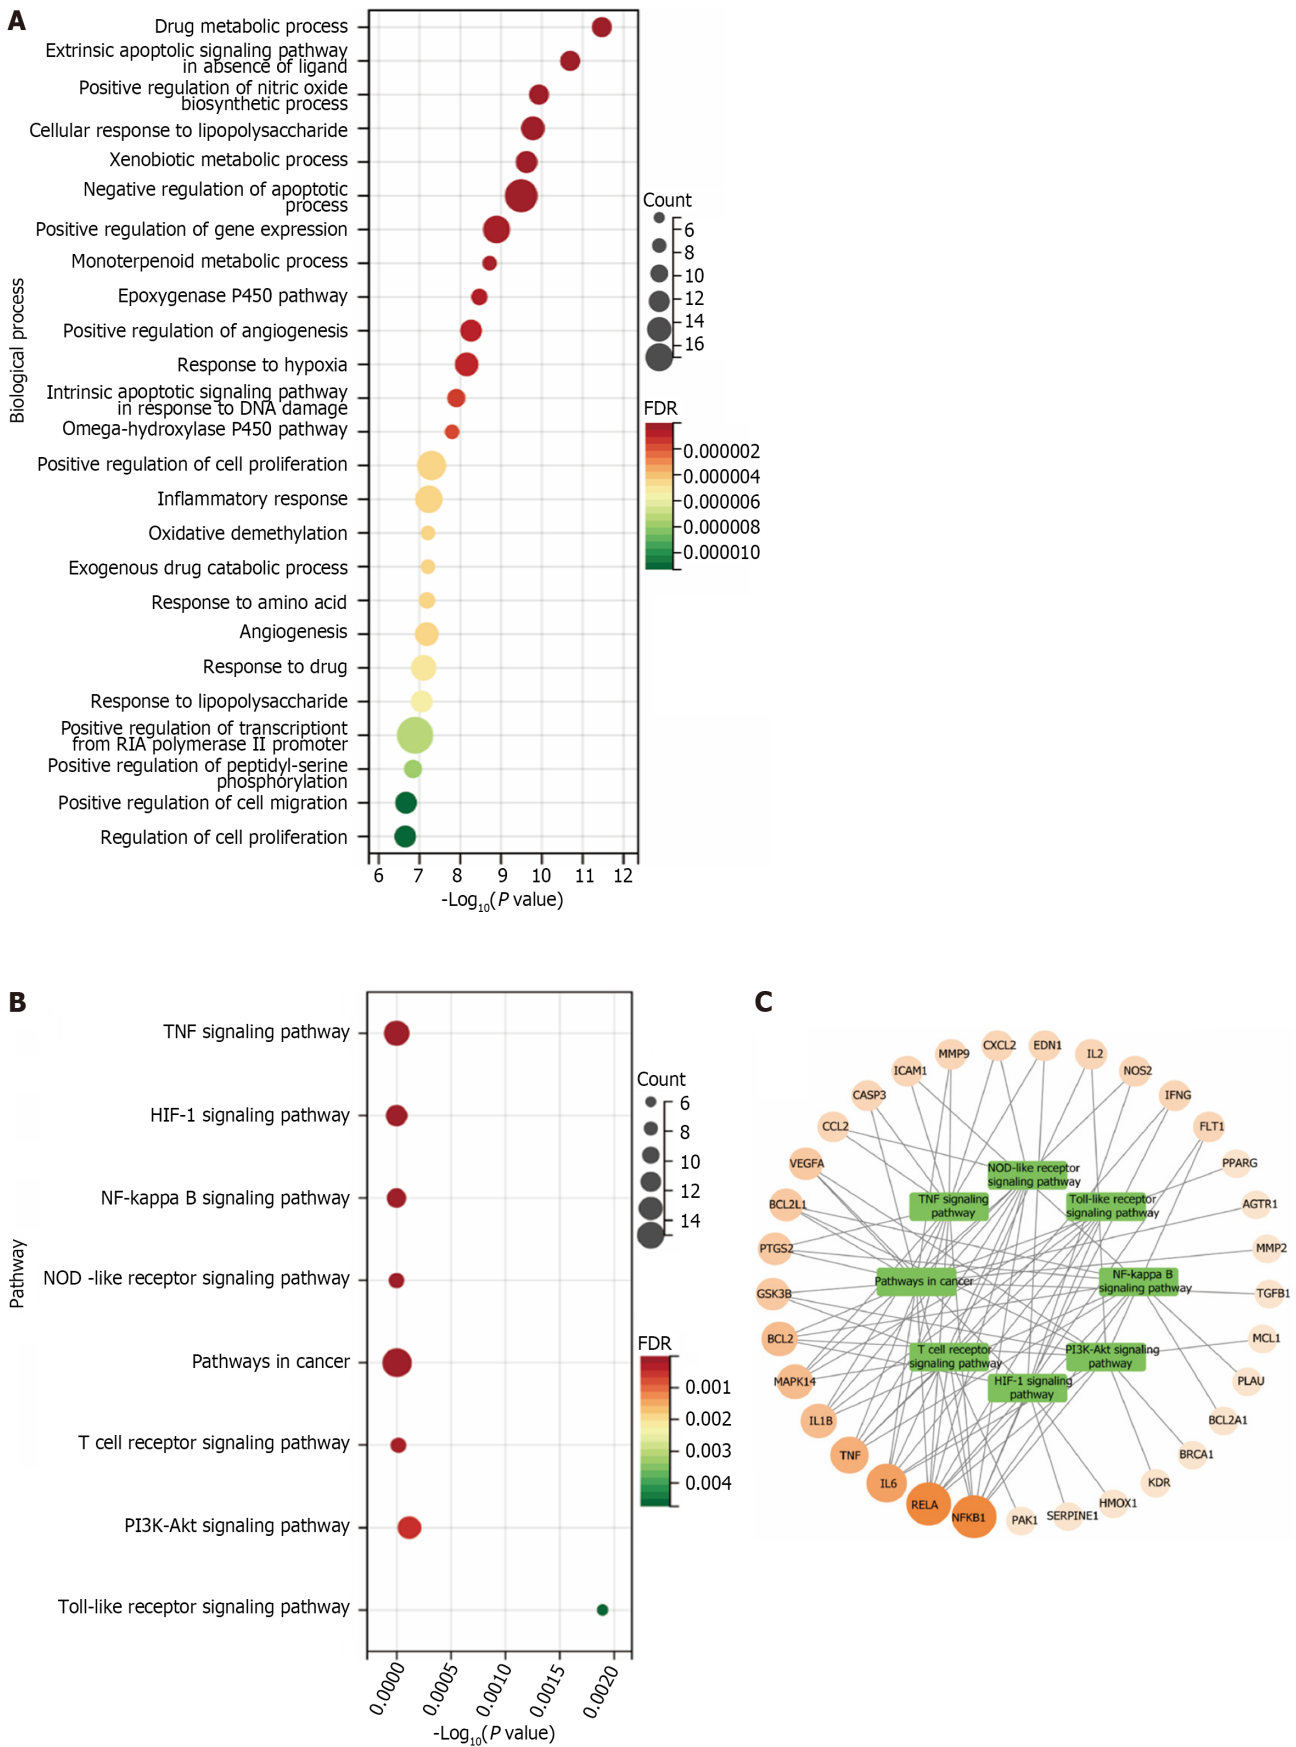 A
Drug metabolic process
Extrinsic apoptolic signaling pathway
in absence of ligand
Positive regulation of nitric oxide
biosynthetic process
Cellular response to lipopolysaccharide
Xenobiotic metabolic process
Negative regulation of apoptotic
process
Positive regulation of gene expression
Monoterpenoid metabolic process
Epoxygenase P450 pathway
Positive regulation of angiogenesis
Response to hypoxia
Intrinsic apoptotic signaling pathway
in response to DNA damage
Omega-hydroxylase P450 pathway
Positive regulation of cell proliferation
Inflammatory response
Oxidative demethylation
Exogenous drug catabolic process
Response to amino acid
Angiogenesis
Response to drug
Response to lipopolysaccharide
Positive regulation of transcriptiont
from RIA polymerase II promoter
Positive regulation of peptidyl-serine
phosphorylation
Positive regulation of cell migration
Regulation of cell proliferation
Biological process
6 7 8 9 10 11 12
-Log10(P value)
Count
6
8
10
12
14
16
FDR
0.000002
0.000004
0.000006
0.000008
0.000010
B
TNF signaling pathway
HIF-1 signaling pathway
NF-kappa B signaling pathway
NOD -like receptor signaling pathway
Pathways in cancer
T cell receptor signaling pathway
PI3K-Akt signaling pathway
Toll-like receptor signaling pathway
Pathway
0.0000 0.0005 0.0010 0.0015 0.0020
-Log10(P value)
Count
6
8
10
12
14
FDR
0.001
0.002
0.003
0.004
C
MMP9
CXCL2
EDN1
IL2
NOS2
IFNG
FLT1
PPARG
AGTR1
MMP2
TGFB1
MCL1
PLAU
BCL2A1
BRCA1
KDR
HMOX1
SERPINE1
PAK1
NFKB1
RELA
IL6
TNF
IL1B
MAPK14
BCL2
GSK3B
PTGS2
BCL2L1
VEGFA
CCL2
CASP3
ICAM1
NOD-like receptor
signaling pathway
TNF signaling
pathway
Toll-like receptor
signaling pathway
Pathways in cancer
NF-kappa B
signaling pathway
T cell receptor
signaling pathway
PI3K-Akt signaling
pathway
HIF-1 signaling
pathway